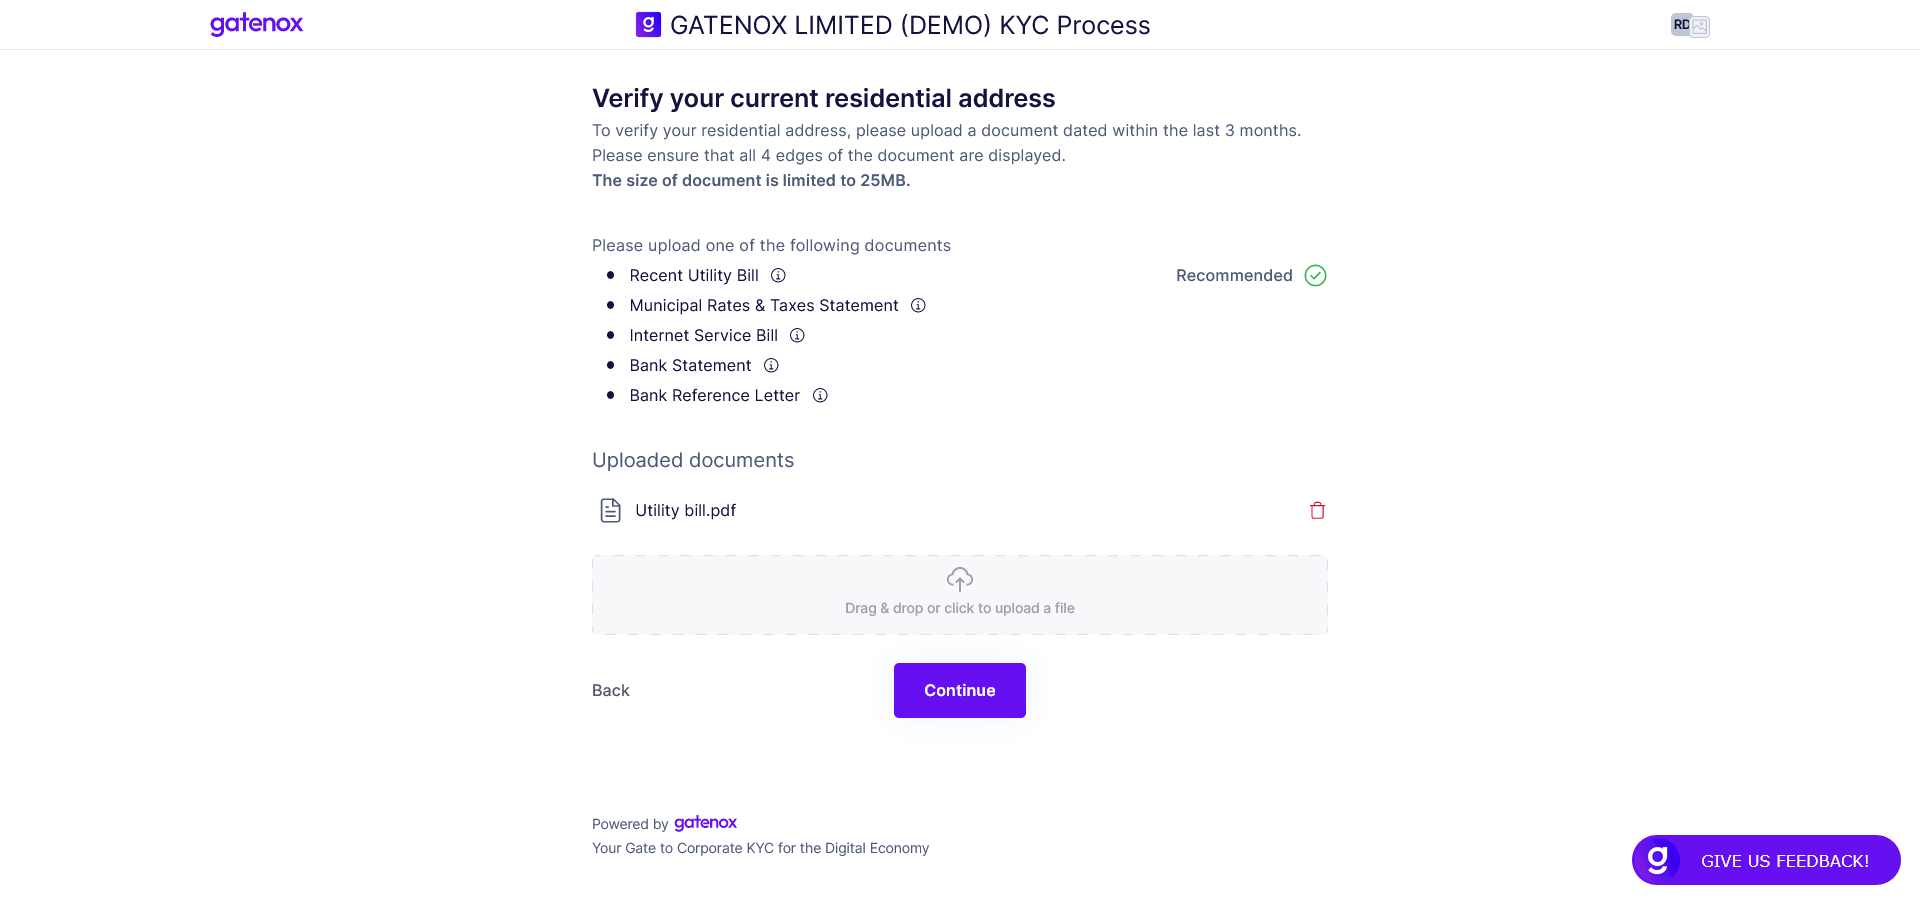 gatenox
g GATENOX LIMITED (DEMO) KYC Process
RD
Verify your current residential address
To verify your residential address, please upload a document dated within the last 3 months.
Please ensure that all 4 edges of the document are displayed.
The size of document is limited to 25MB.
Please upload one of the following documents
Recent Utility Bill
Recommended
Municipal Rates & Taxes Statement
Internet Service Bill
Bank Statement
Bank Reference Letter
Uploaded documents
Utility bill.pdf
Drag & drop or click to upload a file
Back
Continue
Powered by gatenox
Your Gate to Corporate KYC for the Digital Economy
g GIVE US FEEDBACK!